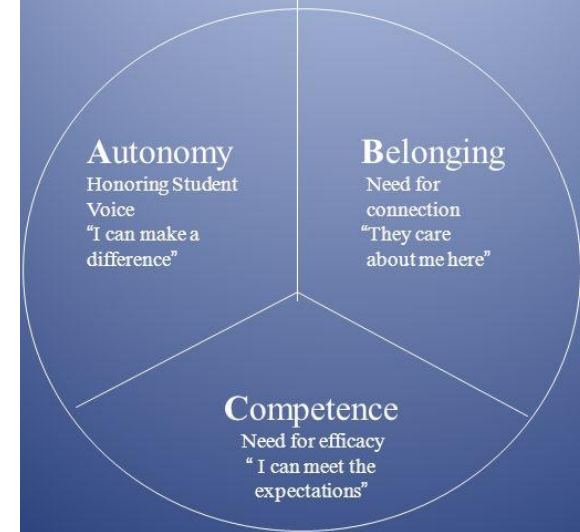 Autonomy
Honoring Student
Voice
“I can make a
difference”
Belonging
Need for
connection
“They care
about me here”
Competence
Need for efficacy
“ I can meet the
expectations”